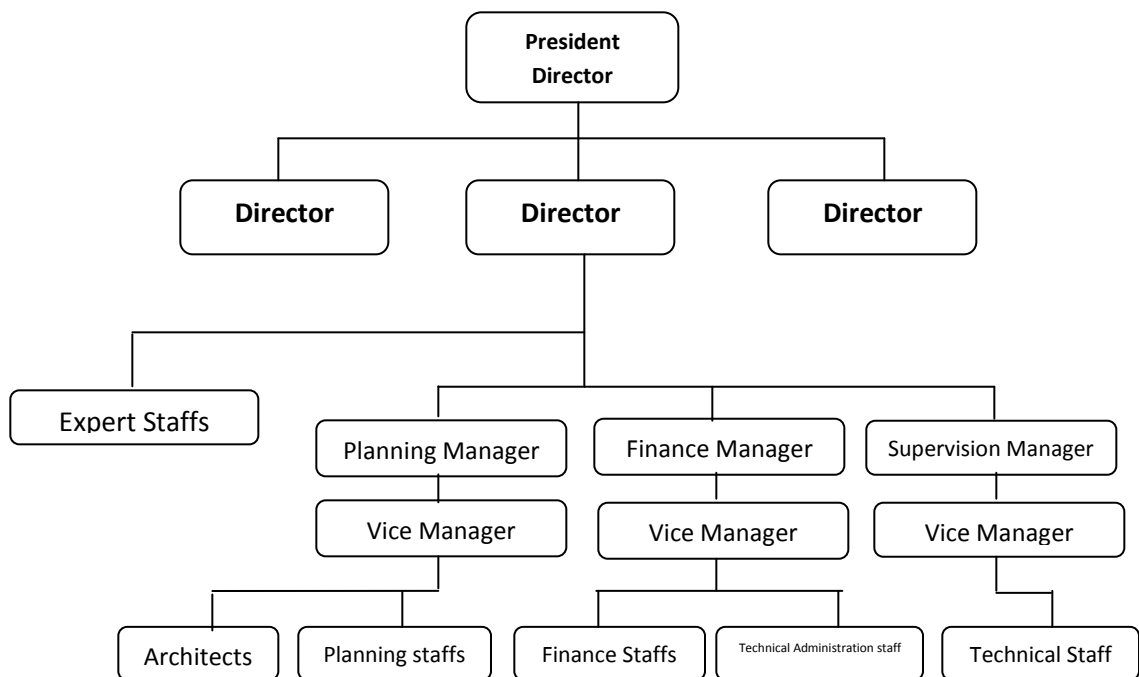 President
Director
Director
Director
Director
Expert Staffs
Planning Manager
Finance Manager
Supervision Manager
Vice Manager
Vice Manager
Vice Manager
Architects
Planning staffs
Finance Staffs
Technical Administration staff
Technical Staff